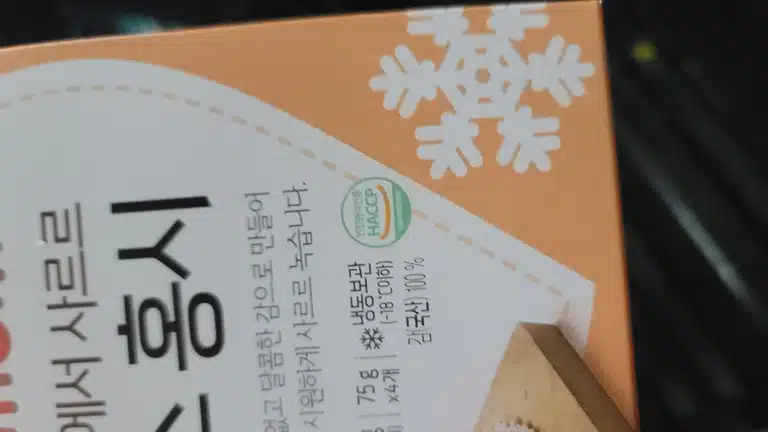 에서 사르르
홍시
없고 달콤한 감으로 만들어
시원하게 사르르 녹습니다.
HACCP
75 g | 냉동보관
x4개 | (-18℃이하)
감(국산) 100 %